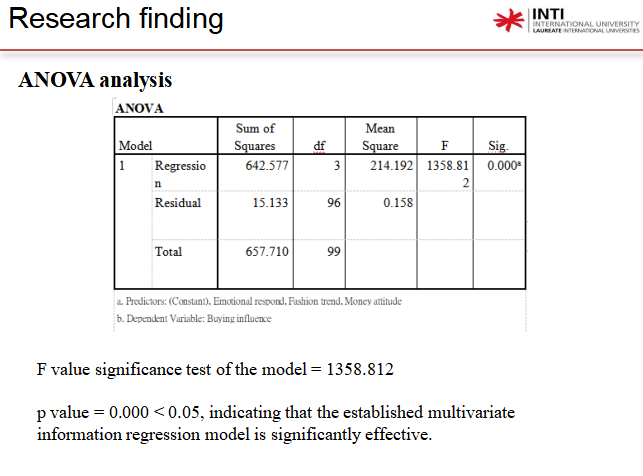 Research finding
INTI
INTERNATIONAL UNIVERSITY
LAUREATE INTERNATIONAL UNIVERSITIES
ANOVA analysis
ANOVA
Model Sum of Squares df Mean Square F Sig.
1 Regressio n 642.577 3 214.192 1358.81 2 0.000ᵃ
Residual 15.133 96 0.158
Total 657.710 99
a. Predictors: (Constant), Emotional respond, Fashion trend, Money attitude
b. Dependent Variable: Buying influence
F value significance test of the model = 1358.812
p value = 0.000 < 0.05, indicating that the established multivariate
information regression model is significantly effective.